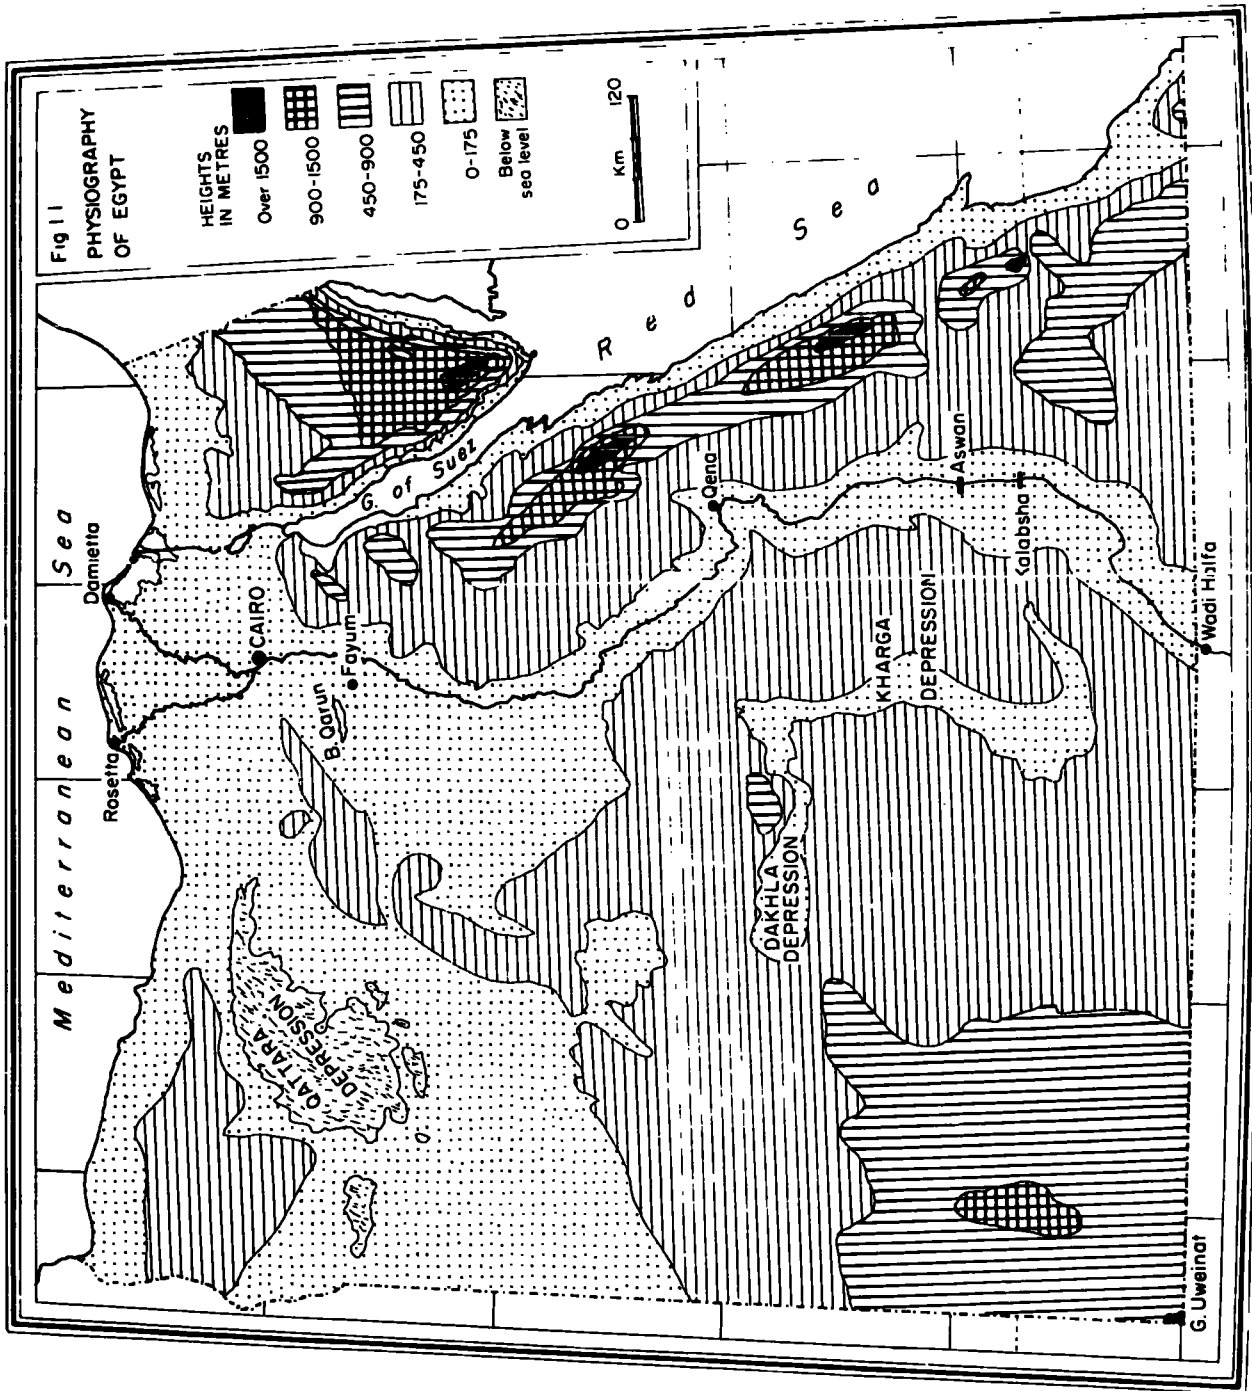 Fig 11
PHYSIOGRAPHY
OF EGYPT
HEIGHTS
IN METRES
Over 1500
900-1500
450-900
175-450
0-175
Below
sea level
0 Km 120
Mediterranean Sea
Rosetta
Damietta
CAIRO
G. of Suez
Red Sea
QATTARA
DEPRESSION
B. Qarun
Fayum
Qena
DAKHLA
DEPRESSION
KHARGA
DEPRESSION
Aswan
Kalabsha
G. Uweinat
Wadi Halfa